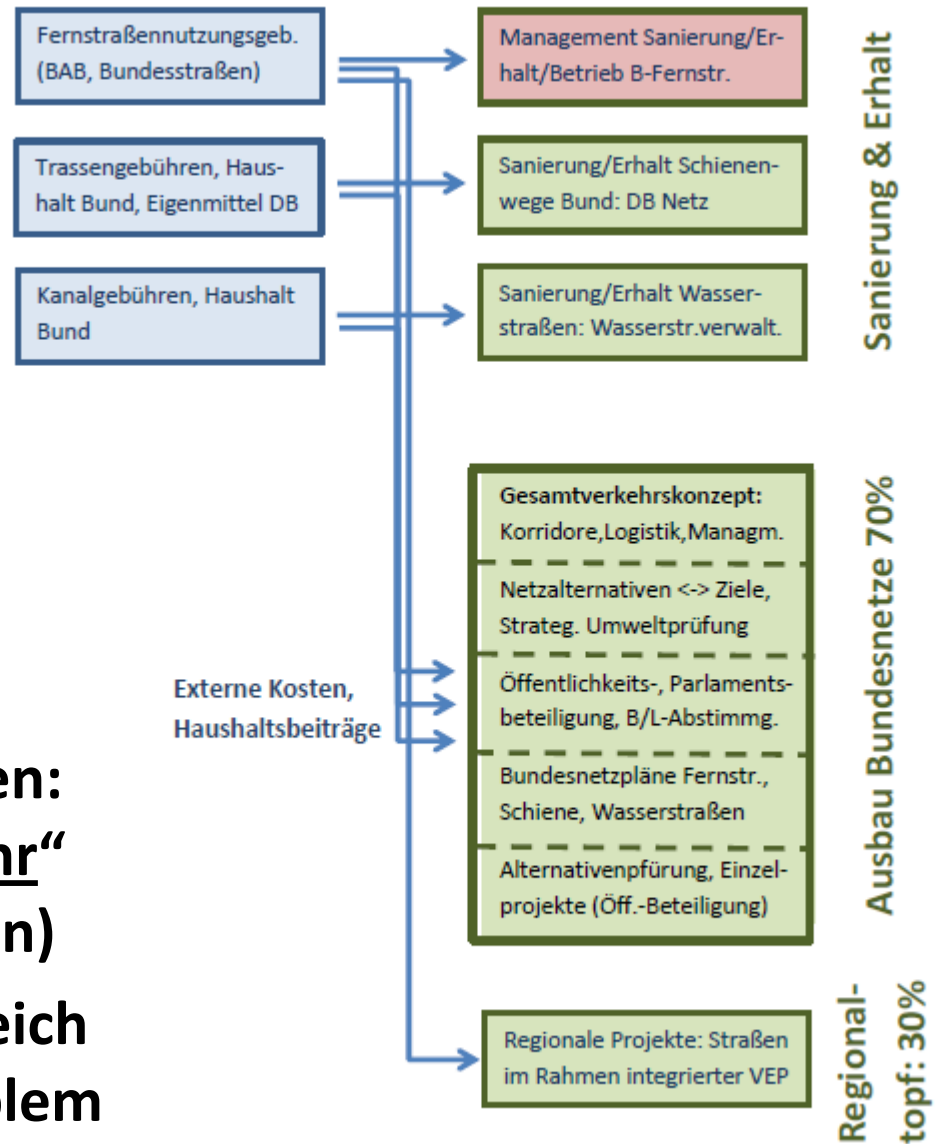 Fernstraßennutzungsgeb.
(BAB, Bundesstraßen)
Trassengebühren, Haus-
halt Bund, Eigenmittel DB
Kanalgebühren, Haushalt
Bund
Management Sanierung/Er-
halt/Betrieb B-Fernstr.
Sanierung/Erhalt Schienen-
wege Bund: DB Netz
Sanierung/Erhalt Wasser-
straßen: Wasserstr.verwalt.
Sanierung & Erhalt
Gesamtverkehrskonzept:
Korridore,Logistik,Managm.
Netzalternativen <-> Ziele,
Strateg. Umweltprüfung
Öffentlichkeits-, Parlaments-
beteiligung, B/L-Abstimmg.
Bundesnetzpläne Fernstr.,
Schiene, Wasserstraßen
Alternativenpfürung, Einzel-
projekte (Öff.-Beteiligung)
Ausbau Bundesnetze 70%
Externe Kosten,
Haushaltsbeiträge
en:
hr“
n)
eich
olem
Regionale Projekte: Straßen
im Rahmen integrierter VEP
Regional-
topf: 30%